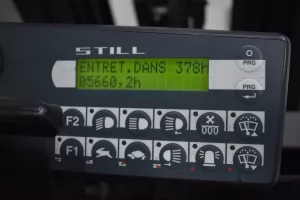 STILL
PRG
ENTRET.DANS 378h
05660,2h
PRG
F2
F1